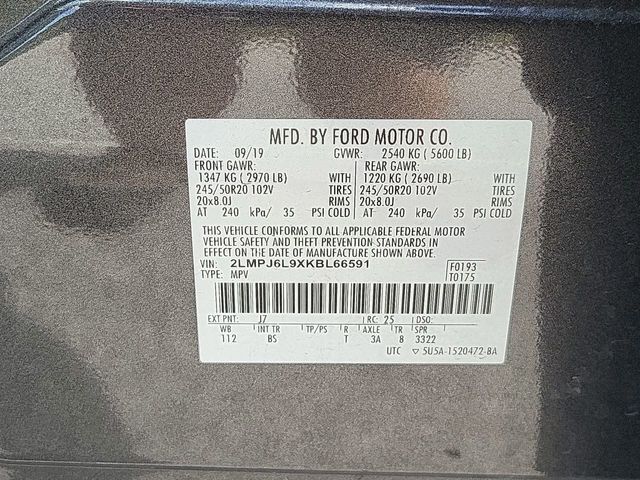 MFD. BY FORD MOTOR CO.
DATE: 09/19 GVWR: 2540 KG ( 5600 LB)
FRONT GAWR: REAR GAWR:
1347 KG ( 2970 LB) WITH 1220 KG ( 2690 LB) WITH
245/50R20 102V TIRES 245/50R20 102V TIRES
20x8.0J RIMS 20x8.0J RIMS
AT 240 kPa/ 35 PSI COLD AT 240 kPa/ 35 PSI COLD
THIS VEHICLE CONFORMS TO ALL APPLICABLE FEDERAL MOTOR
VEHICLE SAFETY AND THEFT PREVENTION STANDARDS IN
EFFECT ON THE DATE OF MANUFACTURE SHOWN ABOVE.
VIN: 2LMPJ6L9XKBL66591 F0193
TYPE: MPV T0175
EXT PNT: J7 RC: 25 DSO:
WB INT TR TP/PS R AXLE TR SPR
112 BS T 3A 8 3322
UTC ▽ 5U5A-1520472-BA